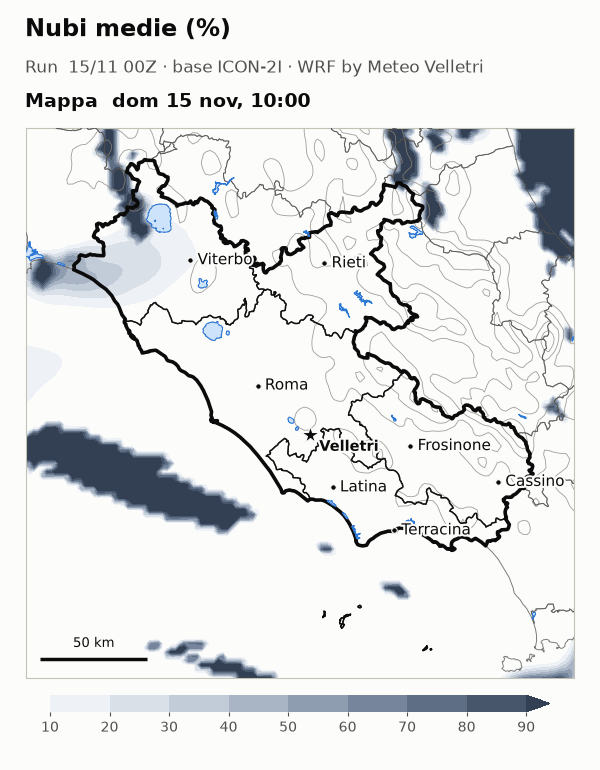 Nubi medie (%)
Run  15/11 00Z · base ICON-2I · WRF by Meteo Velletri
Mappa  dom 15 nov, 10:00
Viterbo
Rieti
Roma
Velletri
Frosinone
Latina
Cassino
Terracina
50 km
10 20 30 40 50 60 70 80 90